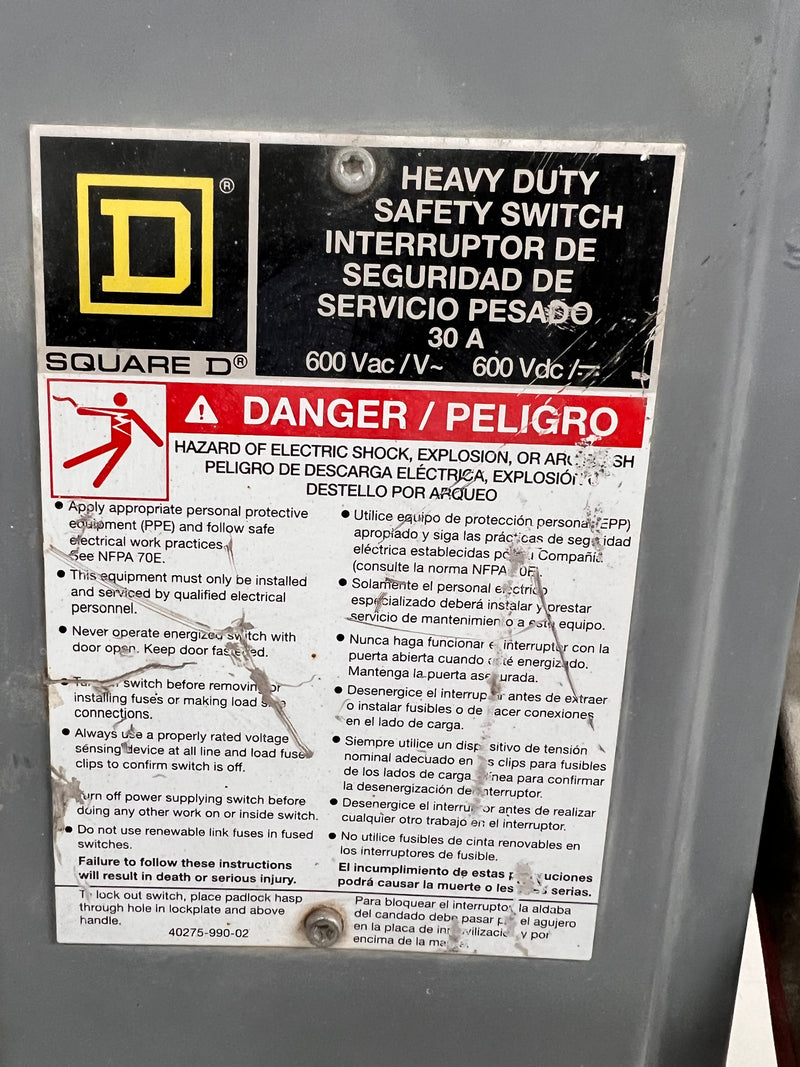 D ®
SQUARE D®
HEAVY DUTY
SAFETY SWITCH
INTERRUPTOR DE
SEGURIDAD DE
SERVICIO PESADO
30 A
600 Vac / V~ 600 Vdc / ⎓
DANGER / PELIGRO
HAZARD OF ELECTRIC SHOCK, EXPLOSION, OR
PELIGRO DE DESCARGA ELÉCTRICA, EXPLOSIÓN
DESTELLO POR ARQUEO
• Apply appropriate personal protective
equipment (PPE) and follow safe
electrical work practices.
See NFPA 70E.
• This equipment must only be installed
and serviced by qualified electrical
personnel.
• Never operate energized switch with
door open. Keep door fastened.
switch before removing or
installing fuses or making load side
connections.
• Always use a properly rated voltage
sensing device at all line and load fuse
clips to confirm switch is off.
Turn off power supplying switch before
doing any other work on or inside switch.
• Do not use renewable link fuses in fused
switches.
Failure to follow these instructions
will result in death or serious injury.
• Utilice equipo de protección personal (EPP)
apropiado y siga las prácticas de seguridad
eléctrica establecidas por Compañía
(consulte la norma NFPA
• Solamente el personal eléctrico
especializado deberá instalar y prestar
servicio de mantenimiento a este equipo.
• Nunca haga funcionar el interruptor con la
puerta abierta cuando esté energizado.
Mantenga la puerta asegurada.
• Desenergice el interruptor antes de extraer
o instalar fusibles o de hacer conexiones
en el lado de carga.
• Siempre utilice un dispositivo de tensión
nominal adecuado en los clips para fusibles
de los lados de carga línea para confirmar
la desenergización del interruptor.
• Desenergice el interruptor antes de realizar
cualquier otro trabajo en el interruptor.
• No utilice fusibles de cinta renovables en
los interruptores de fusible.
El incumplimiento de estas
podrá causar la muerte o serias.
To lock out switch, place padlock hasp
through hole in lockplate and above
handle.
40275-990-02
Para bloquear el interruptor, la aldaba
del candado debe pasar por el agujero
en la placa de inmovilización y por
encima de la